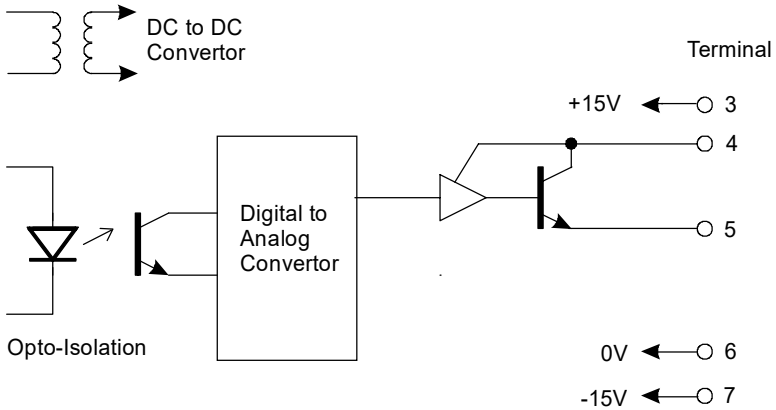 DC to DC
Convertor
Terminal
+15V 3
4
Digital to
Analog
Convertor
5
Opto-Isolation
0V 6
-15V 7